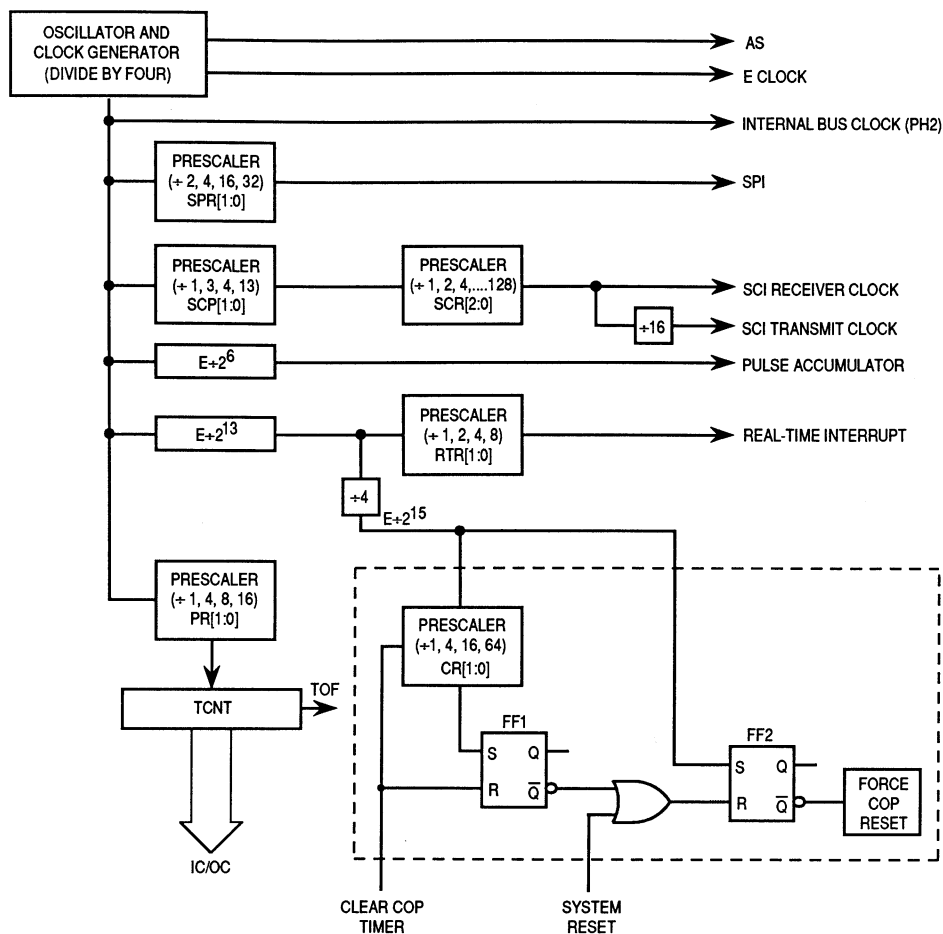 OSCILLATOR AND
CLOCK GENERATOR
(DIVIDE BY FOUR)
AS
E CLOCK
INTERNAL BUS CLOCK (PH2)
PRESCALER
(÷ 2, 4, 16, 32)
SPR[1:0]
SPI
PRESCALER
(÷ 1, 3, 4, 13)
SCP[1:0]
PRESCALER
(÷ 1, 2, 4,....128)
SCR[2:0]
SCI RECEIVER CLOCK
÷16
SCI TRANSMIT CLOCK
E÷2⁶
PULSE ACCUMULATOR
E÷2¹³
PRESCALER
(÷ 1, 2, 4, 8)
RTR[1:0]
REAL-TIME INTERRUPT
÷4
E÷2¹⁵
PRESCALER
(÷ 1, 4, 8, 16)
PR[1:0]
TCNT
TOF
IC/OC
PRESCALER
(÷1, 4, 16, 64)
CR[1:0]
FF1
S Q
R Q̅
FF2
S Q
R Q̅
FORCE
COP
RESET
CLEAR COP
TIMER
SYSTEM
RESET